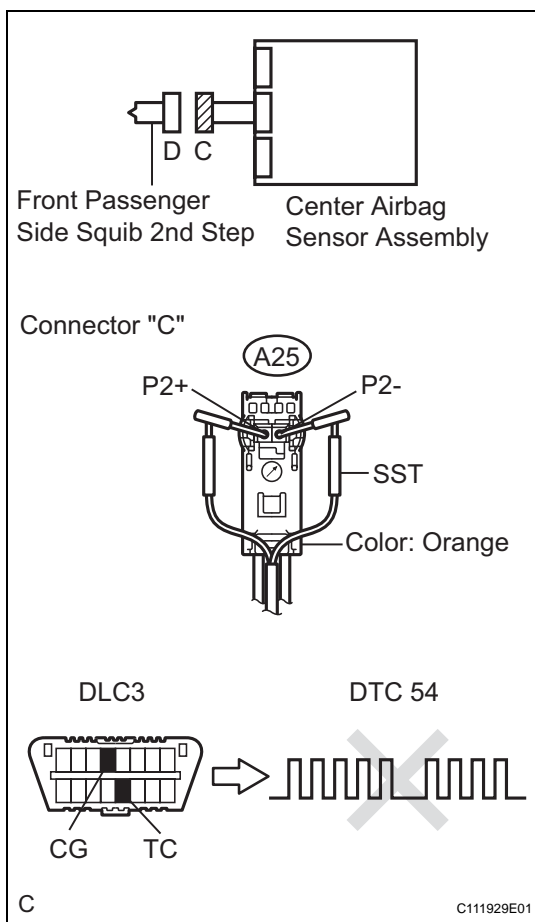 D C
Front Passenger
Side Squib 2nd Step
Center Airbag
Sensor Assembly
Connector "C"
A25
P2+
P2-
SST
Color: Orange
DLC3
DTC 54
CG
TC
C
C111929E01